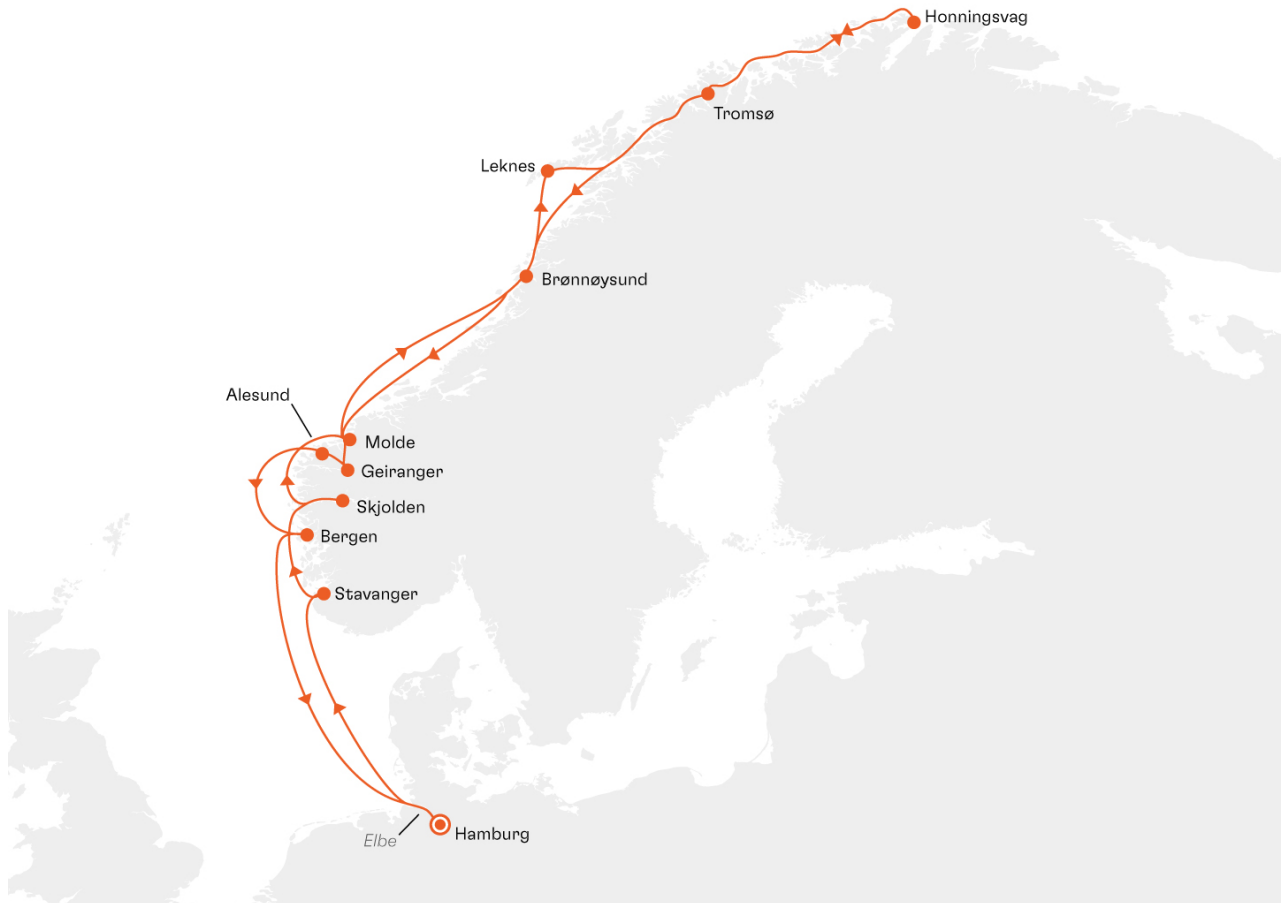 Honningsvag
Tromsø
Leknes
Brønnøysund
Alesund
Molde
Geiranger
Skjolden
Bergen
Stavanger
Hamburg
Elbe